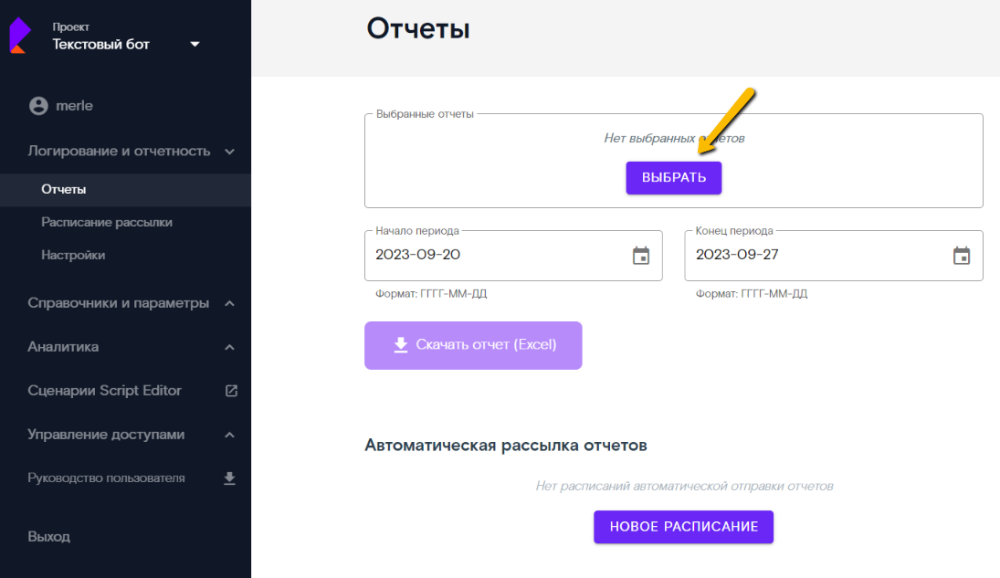 Проект
Текстовый бот
merle
Логирование и отчетность
Отчеты
Расписание рассылки
Настройки
Справочники и параметры
Аналитика
Сценарии Script Editor
Управление доступами
Руководство пользователя
Выход
Отчеты
Выбранные отчеты
Нет выбранных отчетов
ВЫБРАТЬ
Начало периода
2023-09-20
Формат: ГГГГ-ММ-ДД
Конец периода
2023-09-27
Формат: ГГГГ-ММ-ДД
Скачать отчет (Excel)
Автоматическая рассылка отчетов
Нет расписаний автоматической отправки отчетов
НОВОЕ РАСПИСАНИЕ